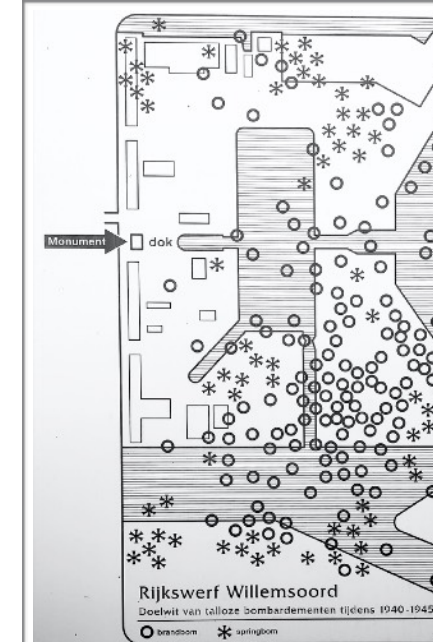 Monument
dok
Rijkswerf Willemsoord
Doelwit van talloze bombardementen tijdens 1940-1945
brandbom
springbom